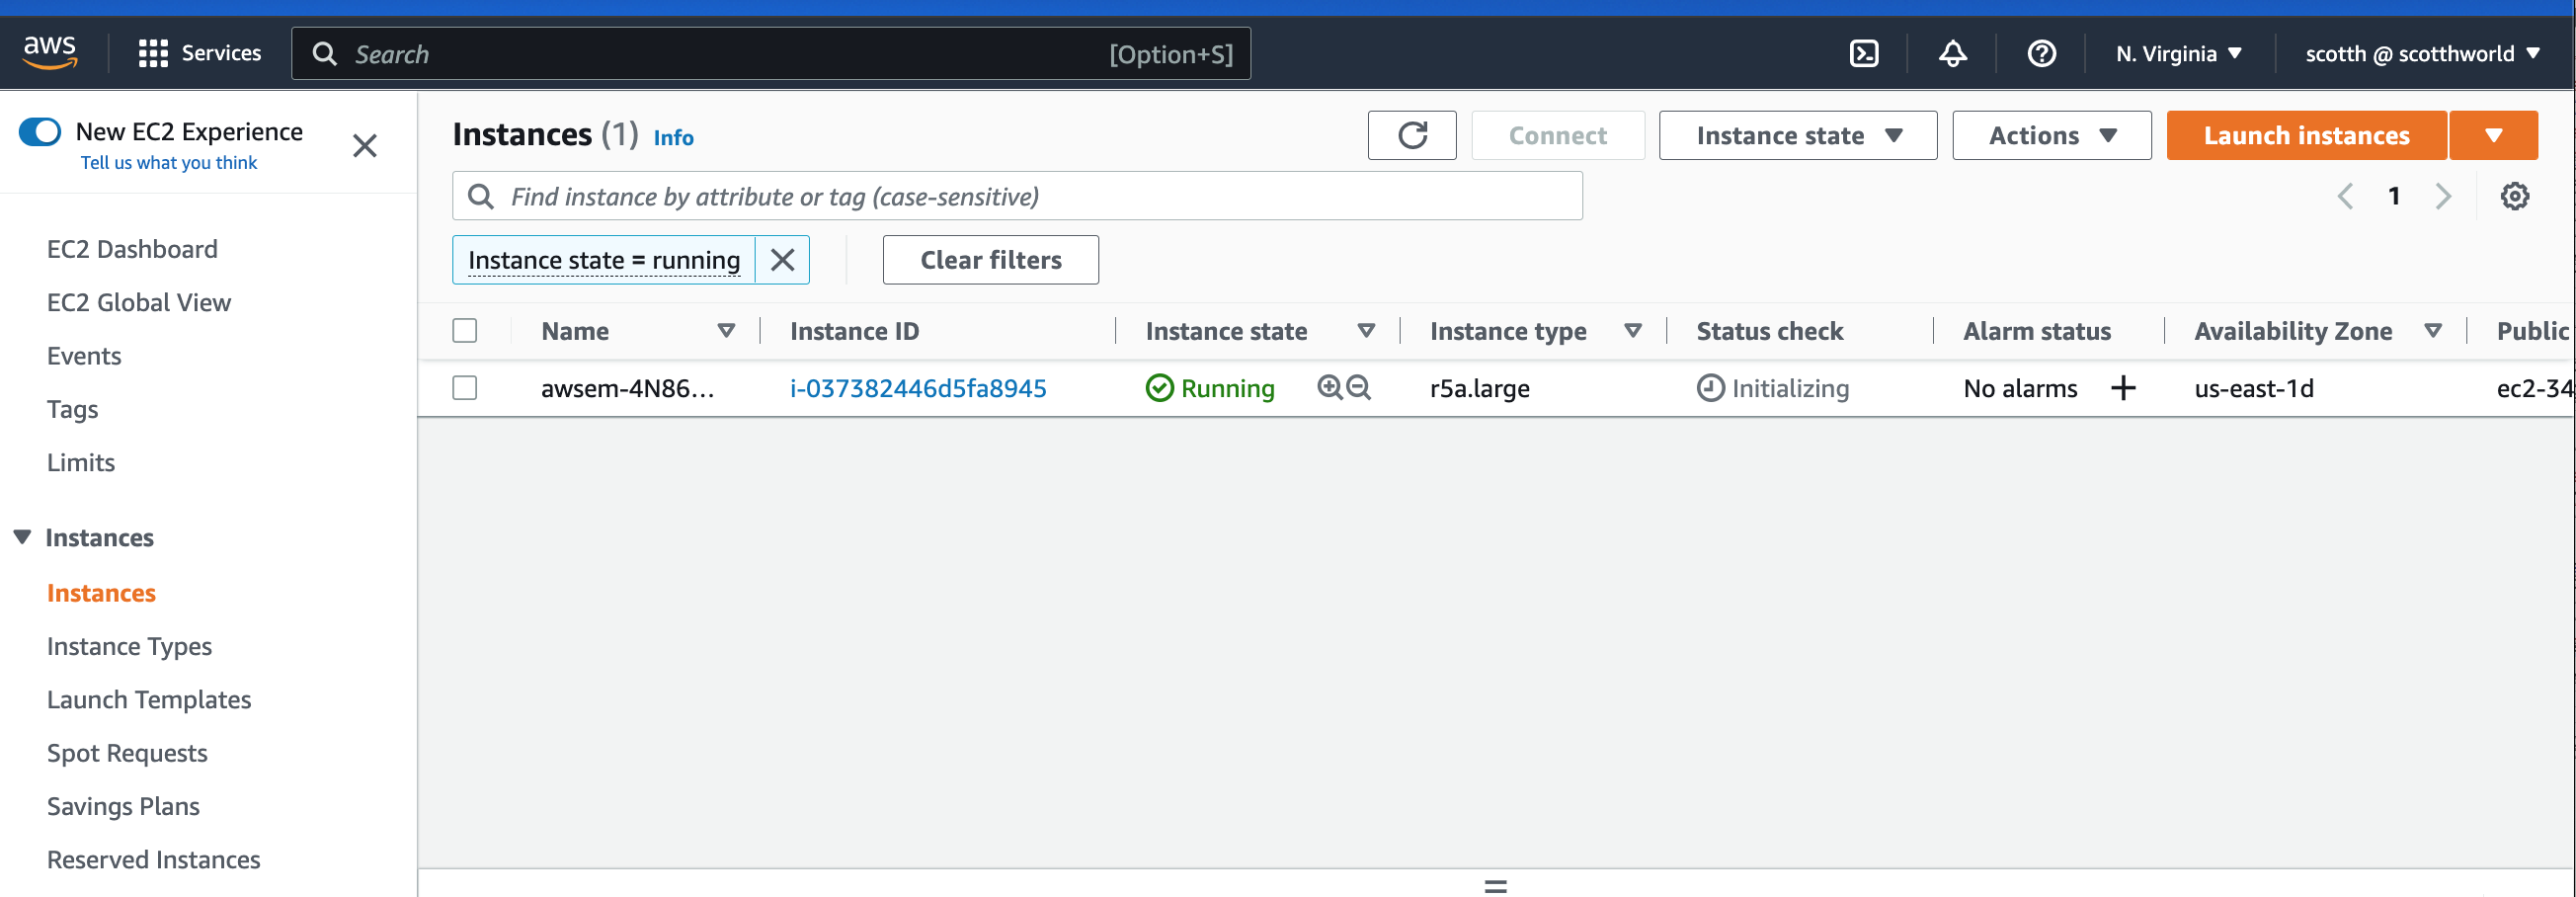 aws
Services
Search [Option+S]
N. Virginia
scotth @ scotthworld
New EC2 Experience
Tell us what you think
EC2 Dashboard
EC2 Global View
Events
Tags
Limits
Instances
Instances
Instance Types
Launch Templates
Spot Requests
Savings Plans
Reserved Instances
Instances (1) Info
Connect
Instance state
Actions
Launch instances
Find instance by attribute or tag (case-sensitive)
1
Instance state = running
Clear filters
Name Instance ID Instance state Instance type Status check Alarm status Availability Zone Public
awsem-4N86... i-037382446d5fa8945 Running r5a.large Initializing No alarms + us-east-1d ec2-34